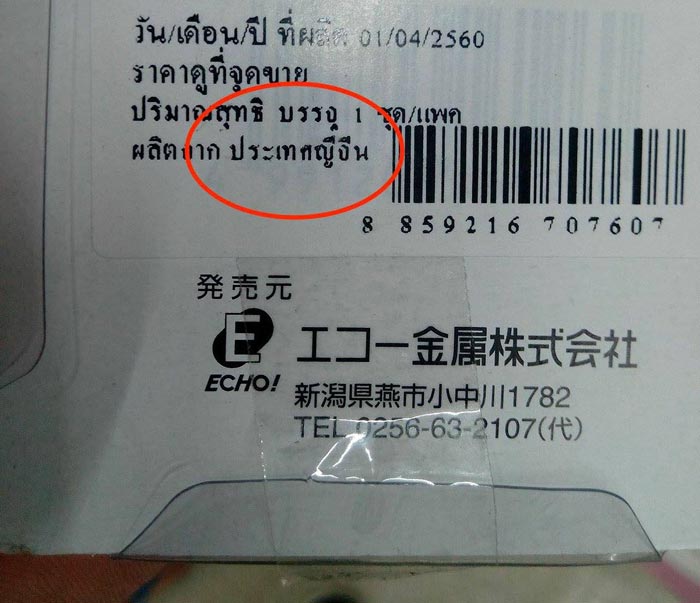 วัน/เดือน/ปี ที่ผลิต 01/04/2560
ราคาดูที่จุดขาย
ปริมาณสุทธิ บรรจุ 1 ชุด/แพค
ผลิตจาก ประเทศญีงีน
8 859216 707607
発売元
E エコー金属株式会社
ECHO!
新潟県燕市小中川1782
TEL 0256-63-2107(代)